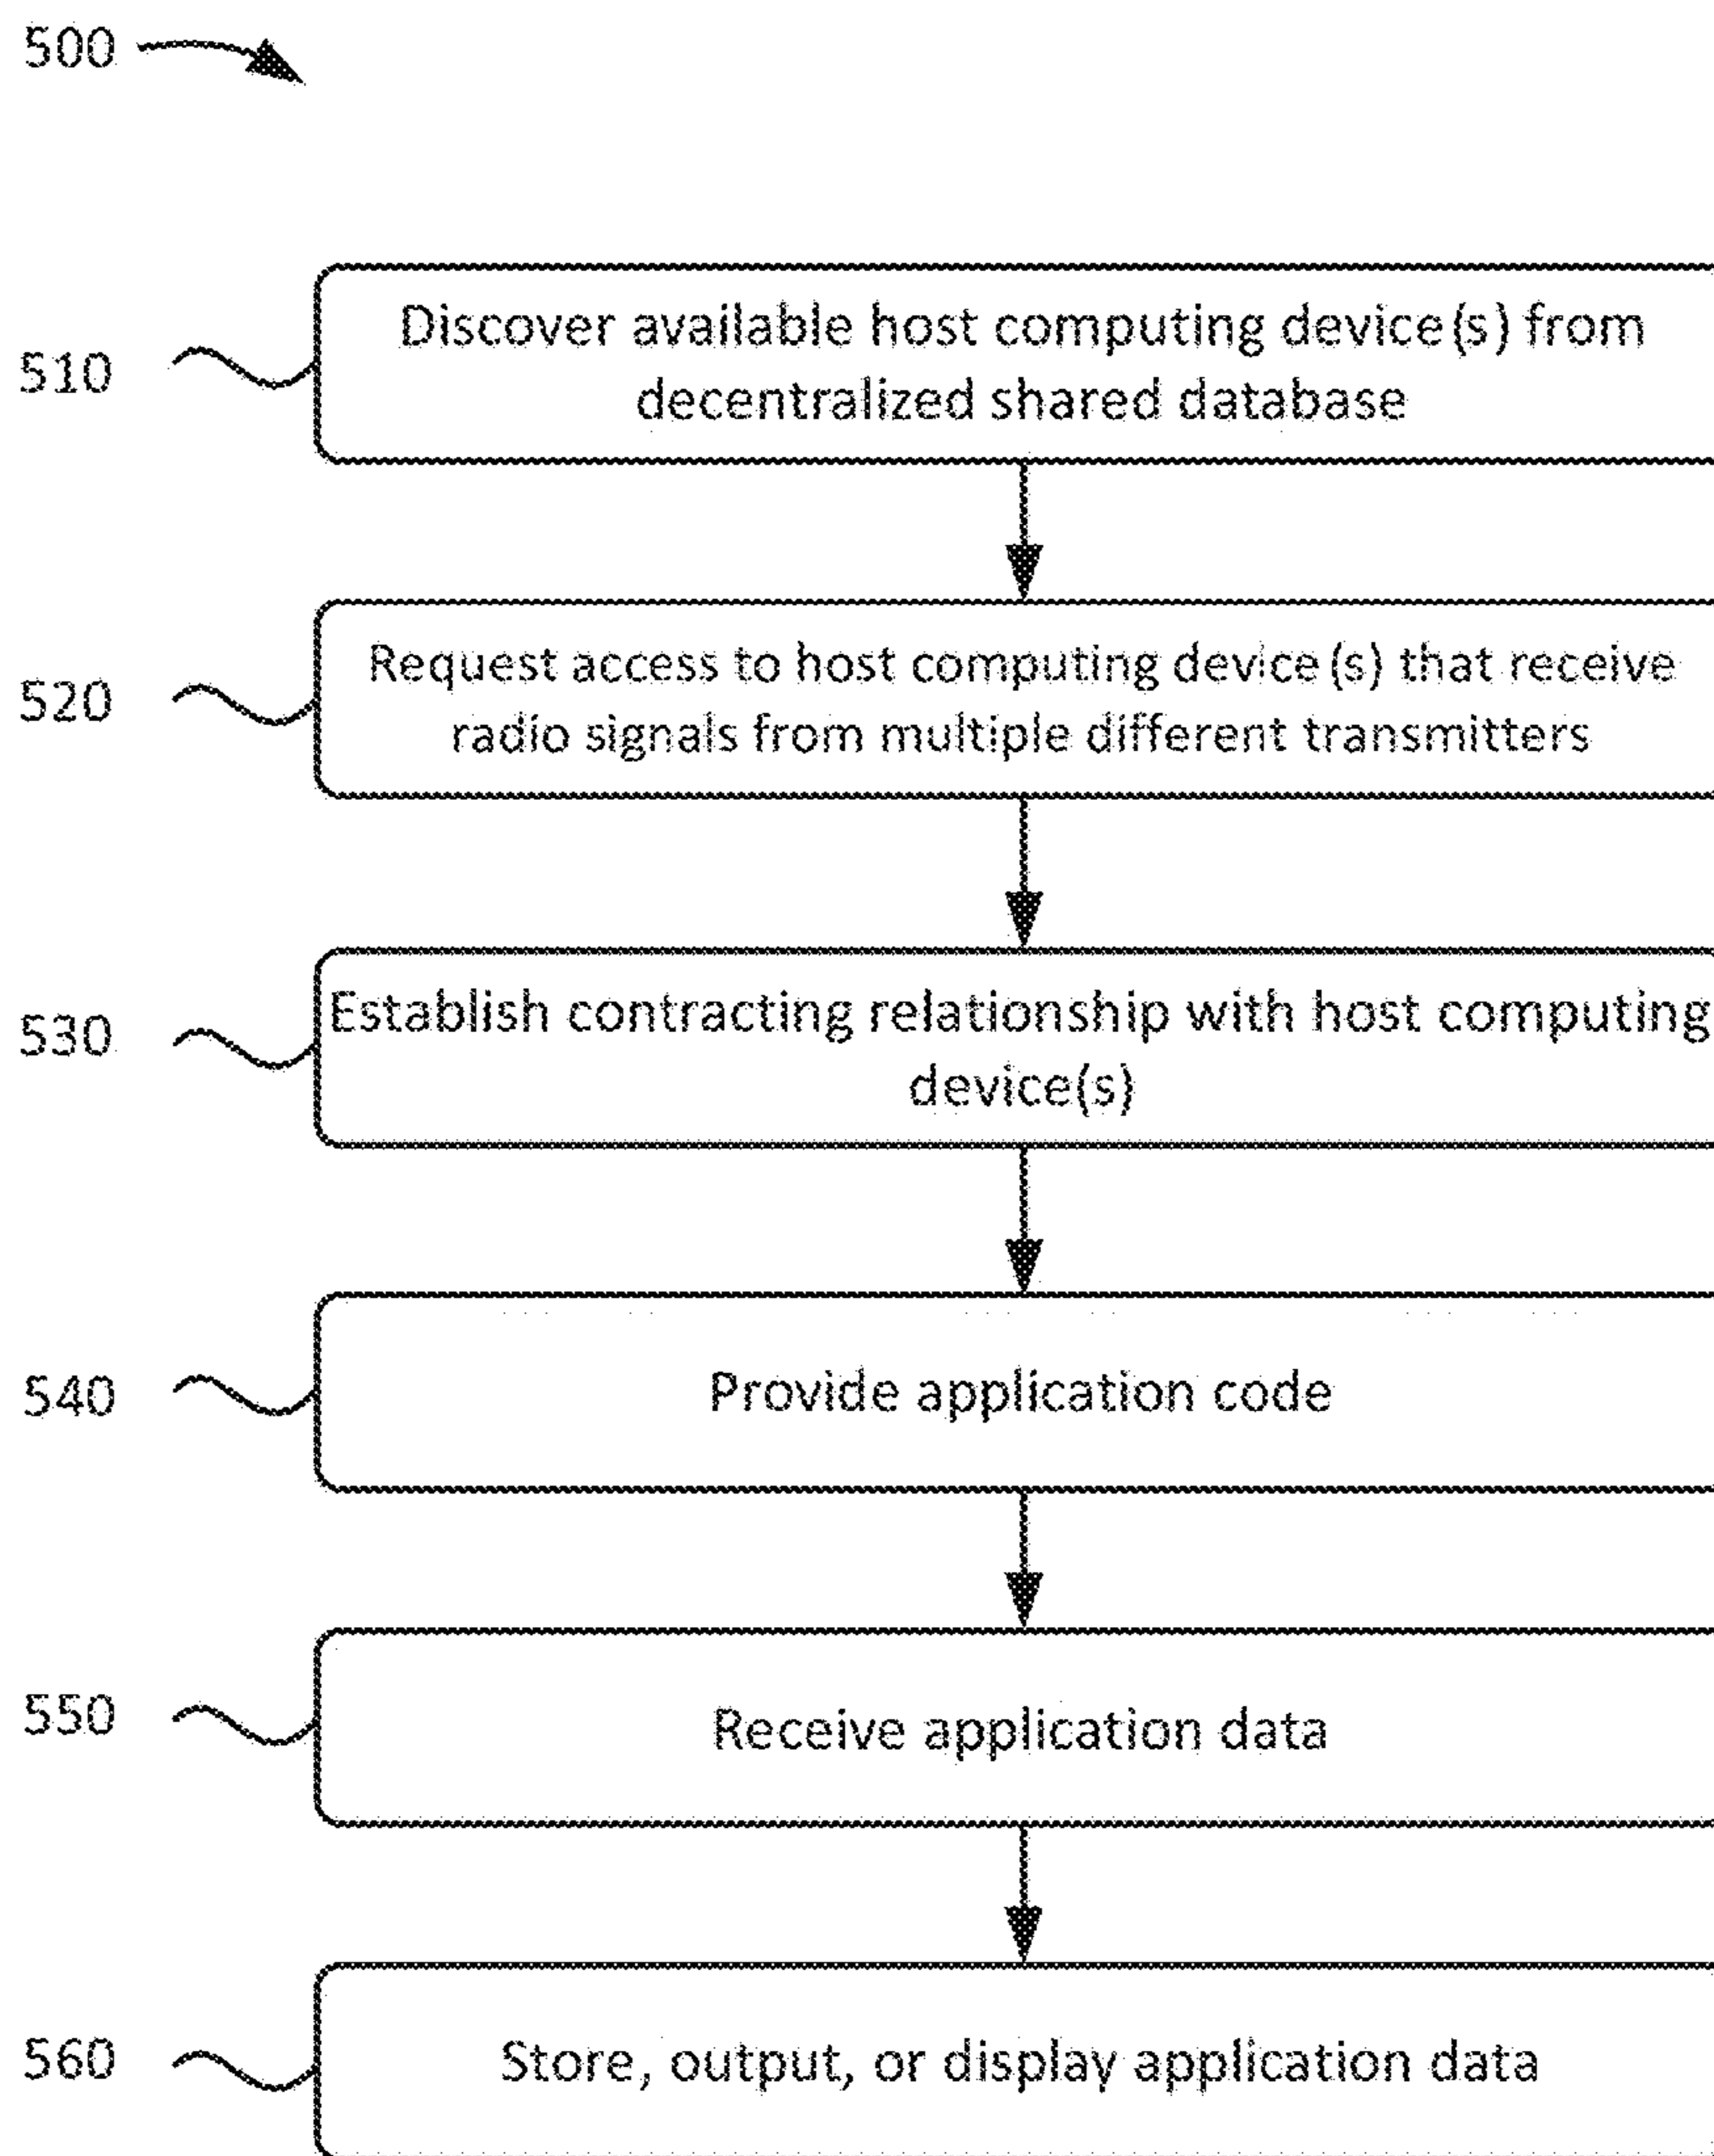 500
510
Discover available host computing device(s) from
decentralized shared database
520
Request access to host computing device(s) that receive
radio signals from multiple different transmitters
530
Establish contracting relationship with host computing
device(s)
540
Provide application code
550
Receive application data
560
Store, output, or display application data